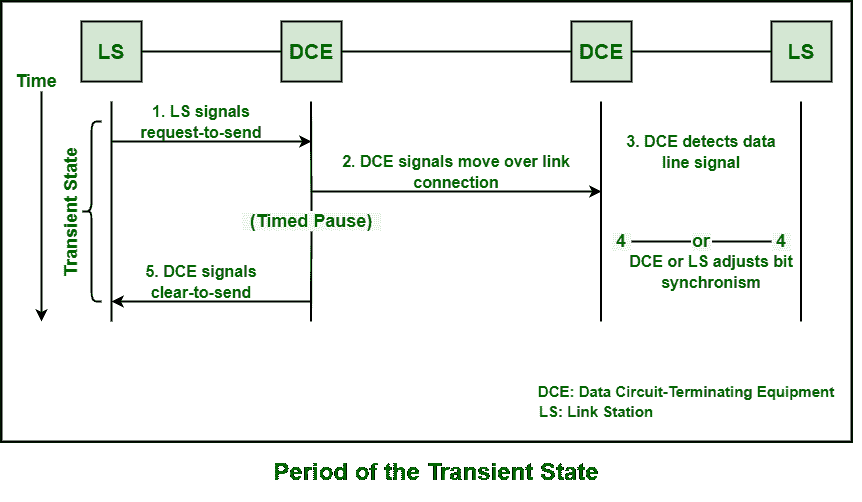 LS
DCE
DCE
LS
Time
1. LS signals
request-to-send
3. DCE detects data
line signal
2. DCE signals move over link
connection
Transient State
(Timed Pause)
4 or 4
DCE or LS adjusts bit
synchronism
5. DCE signals
clear-to-send
DCE: Data Circuit-Terminating Equipment
LS: Link Station
Period of the Transient State